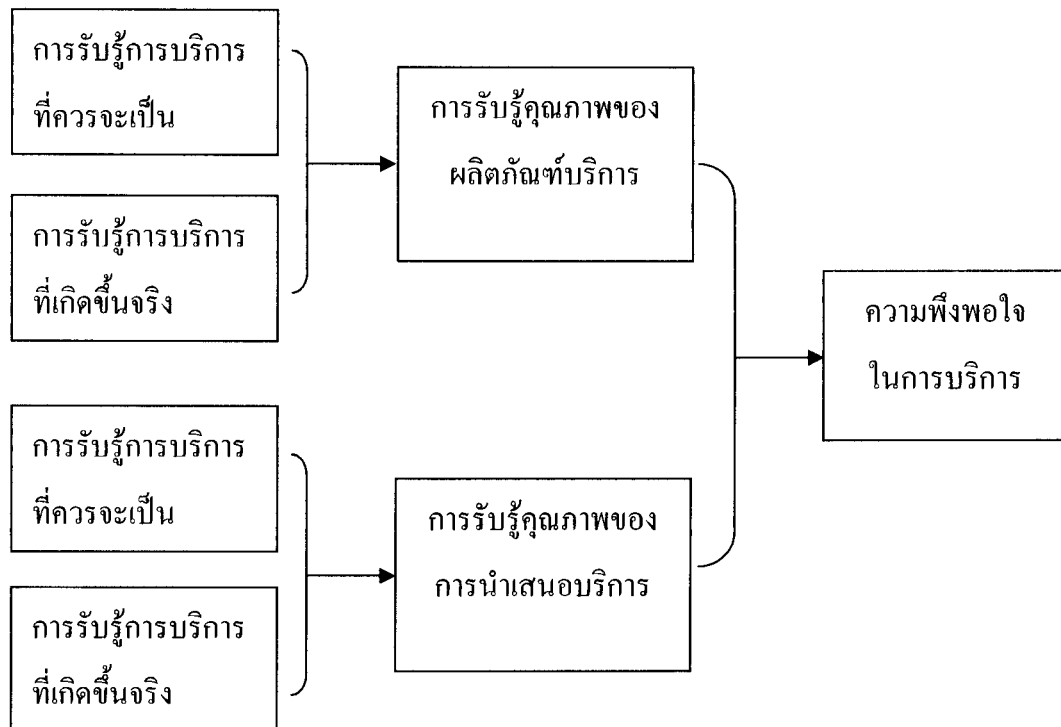 การรับรู้การบริการ
ที่ควรจะเป็น
การรับรู้การบริการ
ที่เกิดขึ้นจริง
การรับรู้คุณภาพของ
ผลิตภัณฑ์บริการ
การรับรู้การบริการ
ที่ควรจะเป็น
การรับรู้การบริการ
ที่เกิดขึ้นจริง
การรับรู้คุณภาพของ
การนำเสนอบริการ
ความพึงพอใจ
ในการบริการ